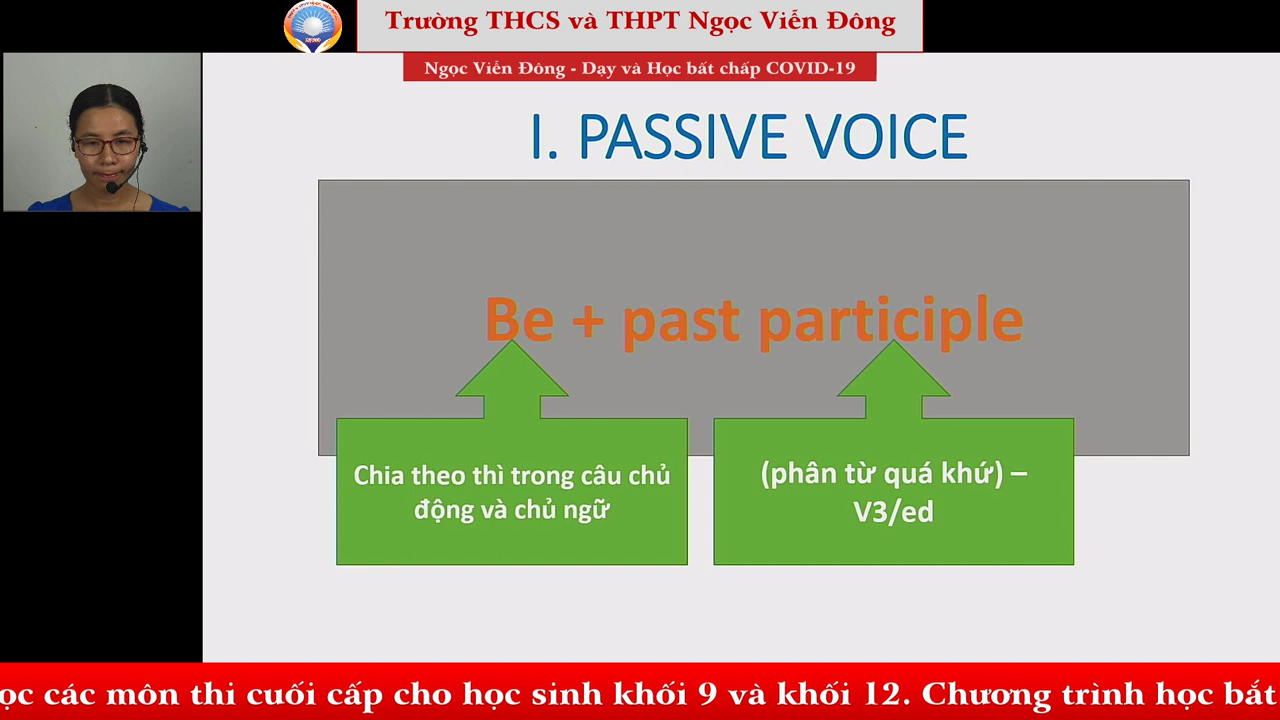 Trường THCS và THPT Ngọc Viễn Đông
Ngọc Viễn Đông - Dạy và Học bất chấp COVID-19
I. PASSIVE VOICE
Be + past participle
Chia theo thì trong câu chủ
động và chủ ngữ
(phân từ quá khứ) –
V3/ed
ọc các môn thi cuối cấp cho học sinh khối 9 và khối 12. Chương trình học bắt